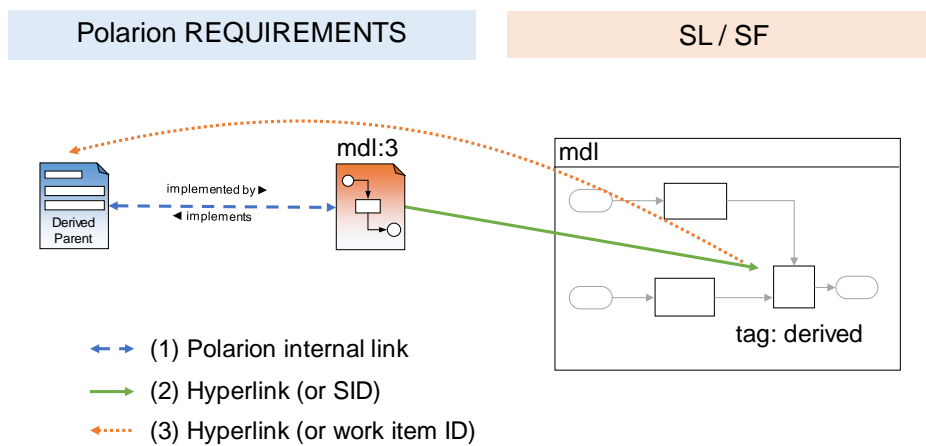 Polarion REQUIREMENTS
SL / SF
mdl:3
mdl
implemented by ►
◄ implements
Derived
Parent
tag: derived
(1) Polarion internal link
(2) Hyperlink (or SID)
(3) Hyperlink (or work item ID)